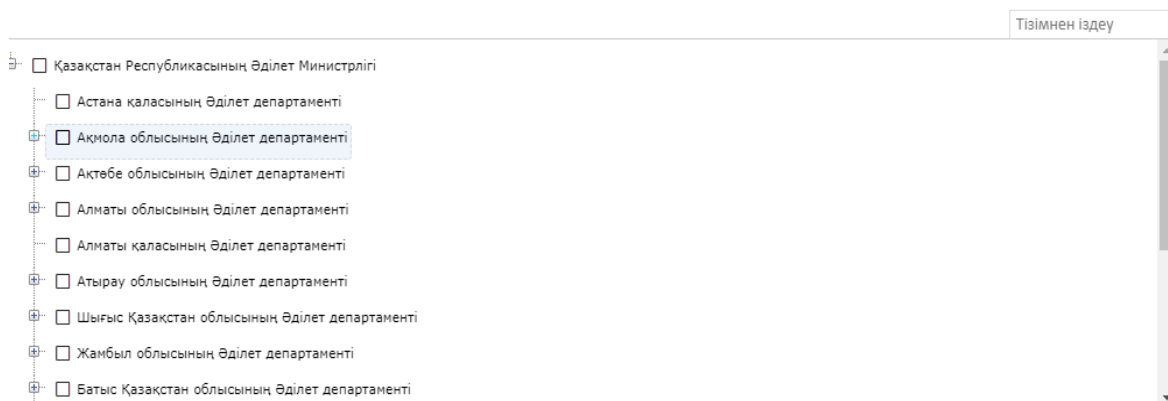 Тізімнен іздеу
Қазақстан Республикасының Әділет Министрлігі
Астана қаласының Әділет департаменті
Ақмола облысының Әділет департаменті
Ақтөбе облысының Әділет департаменті
Алматы облысының Әділет департаменті
Алматы қаласының Әділет департаменті
Атырау облысының Әділет департаменті
Шығыс Қазақстан облысының Әділет департаменті
Жамбыл облысының Әділет департаменті
Батыс Қазақстан облысының Әділет департаменті